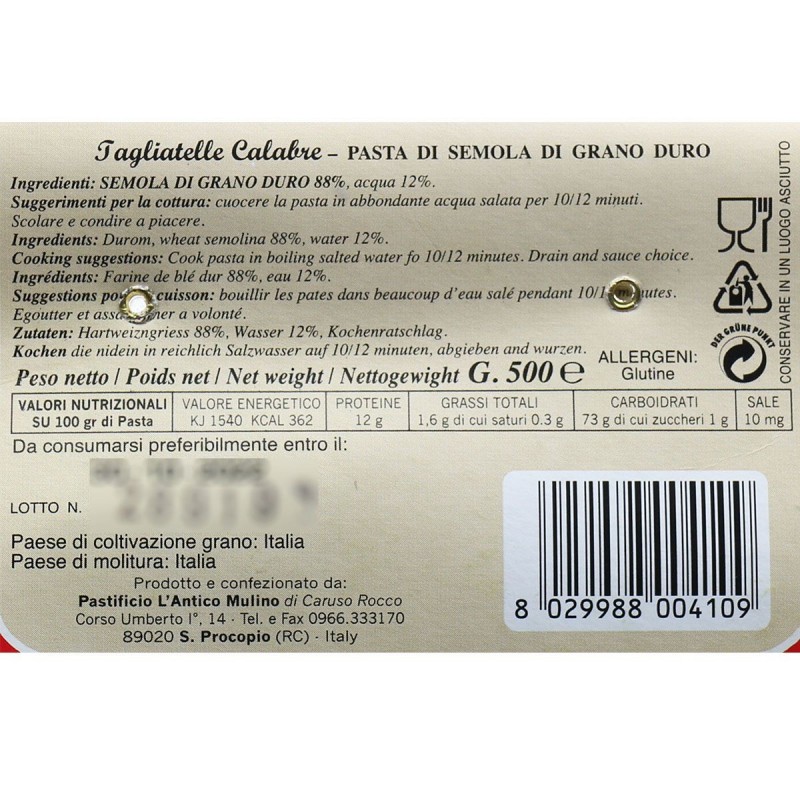 Tagliatelle Calabre – PASTA DI SEMOLA DI GRANO DURO
Ingredienti: SEMOLA DI GRANO DURO 88%, acqua 12%.
Suggerimenti per la cottura: cuocere la pasta in abbondante acqua salata per 10/12 minuti.
Scolare e condire a piacere.
Ingredients: Durom, wheat semolina 88%, water 12%.
Cooking suggestions: Cook pasta in boiling salted water fo 10/12 minutes. Drain and sauce choice.
Ingrédients: Farine de blé dur 88%, eau 12%.
Suggestions cuisson: bouillir les pates dans beaucoup d'eau salé pendant
Egoutter et a volonté.
Zutaten: Hartweizngriess 88%, Wasser 12%, Kochenratschlag.
Kochen die nidein in reichlich Salzwasser auf 10/12 minuten, abgieben and wurzen.
Peso netto / Poids net / Net weight / Nettogewight G. 500 e
ALLERGENI:
Glutine
DER GRÜNE PUNKT
CONSERVARE IN UN LUOGO ASCIUTTO
VALORI NUTRIZIONALI VALORE ENERGETICO PROTEINE GRASSI TOTALI CARBOIDRATI SALE
SU 100 gr di Pasta KJ 1540 KCAL 362 12 g 1,6 g di cui saturi 0.3 g 73 g di cui zuccheri 1 g 10 mg
Da consumarsi preferibilmente entro il:
LOTTO N.
Paese di coltivazione grano: Italia
Paese di molitura: Italia
Prodotto e confezionato da:
Pastificio L'Antico Mulino di Caruso Rocco
Corso Umberto I°, 14 - Tel. e Fax 0966.333170
89020 S. Procopio (RC) - Italy
8 029988 004109